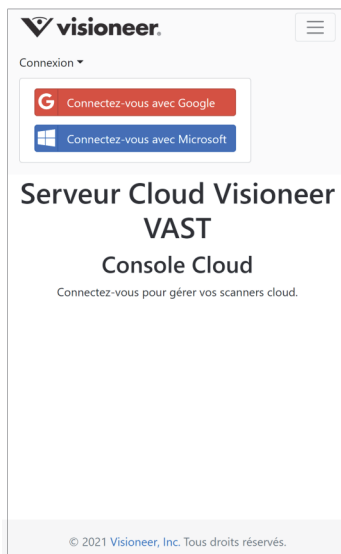 visioneer.
Connexion
G Connectez-vous avec Google
Connectez-vous avec Microsoft
Serveur Cloud Visioneer
VAST
Console Cloud
Connectez-vous pour gérer vos scanners cloud.
© 2021 Visioneer, Inc. Tous droits réservés.